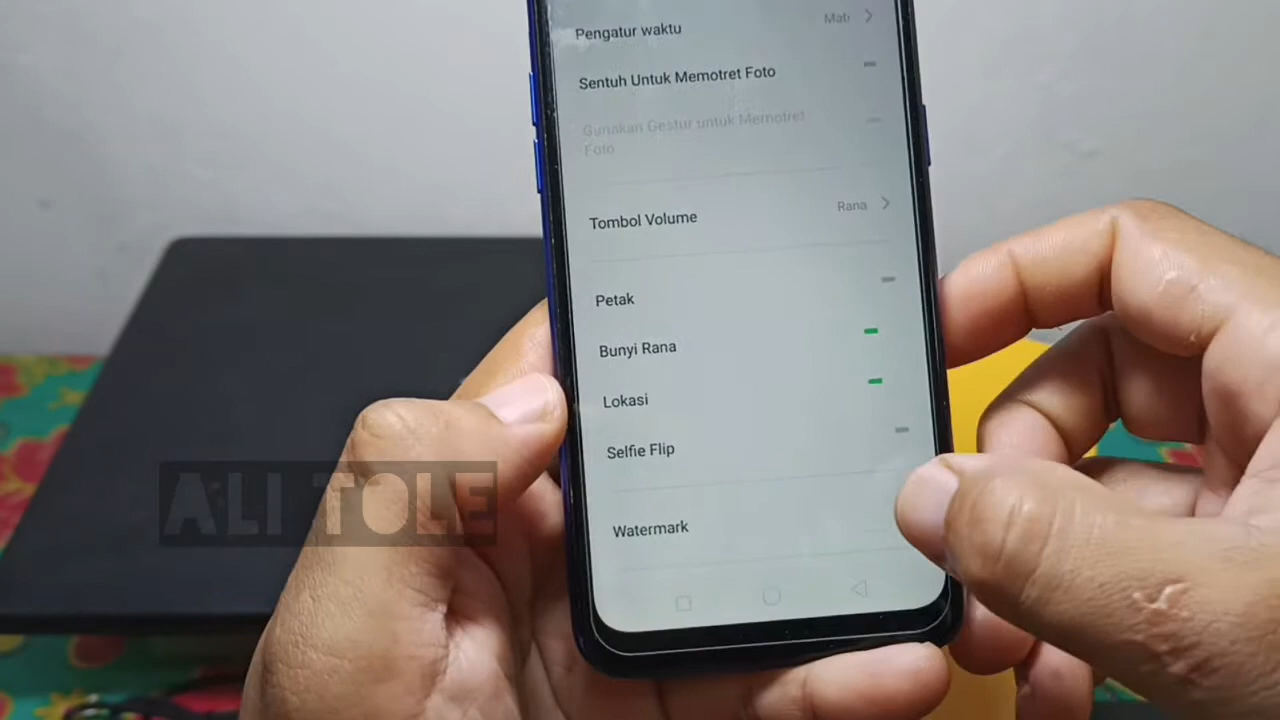 Pengatur waktu
Mati
Sentuh Untuk Memotret Foto
Gunakan Gestur untuk Memotret
Foto
Tombol Volume
Rana
Petak
Bunyi Rana
Lokasi
Selfie Flip
ALI TOLE
Watermark